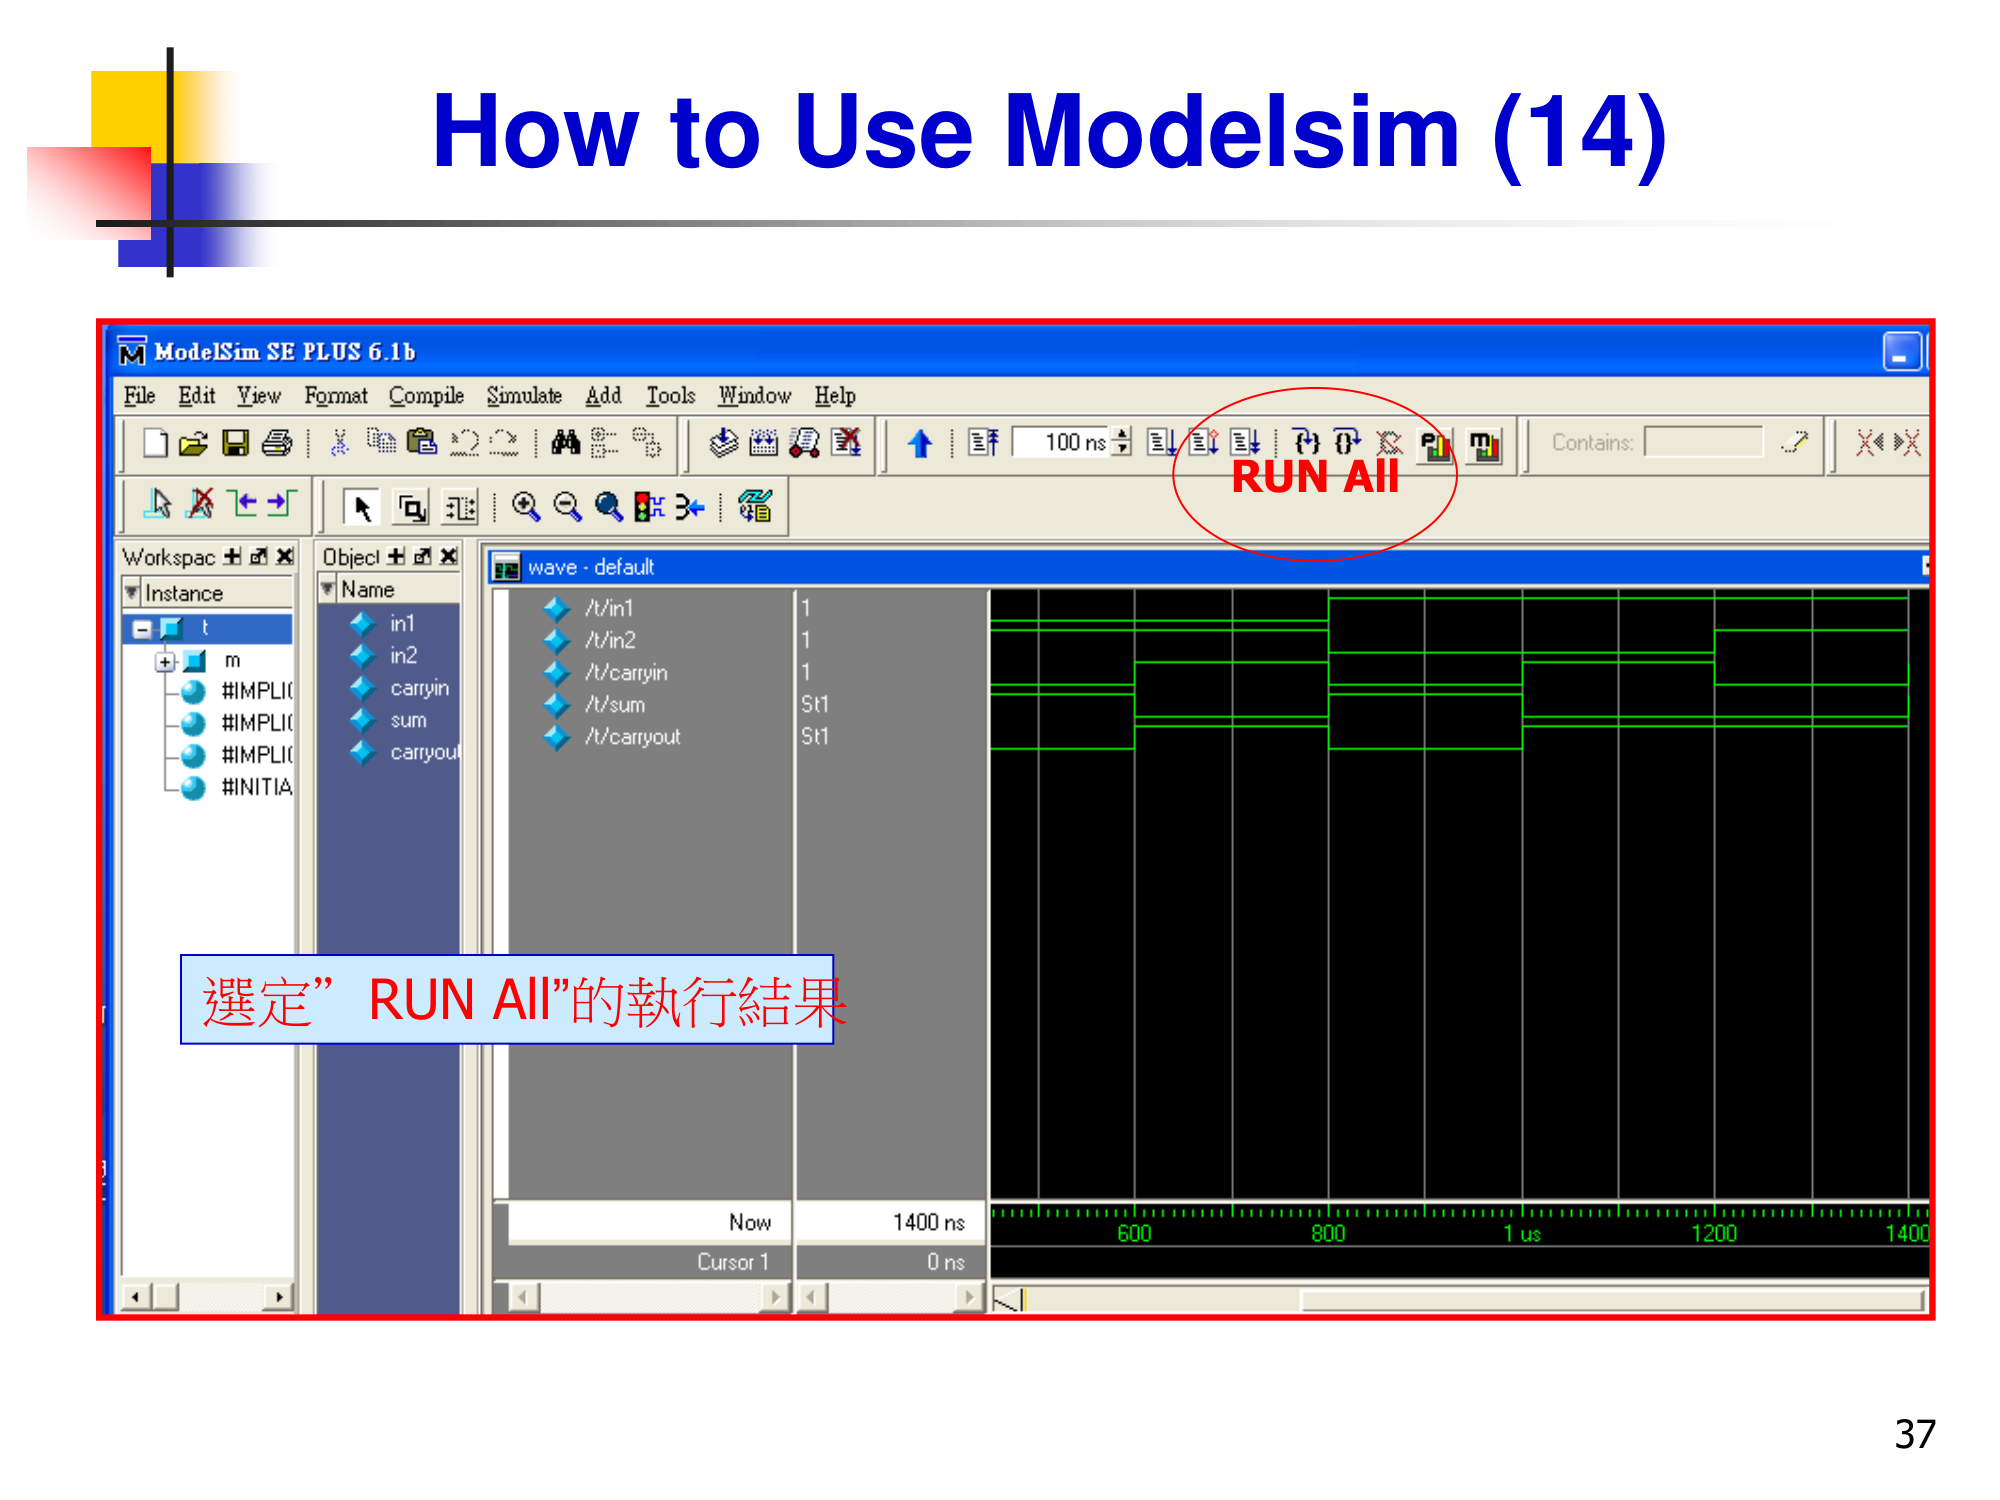 How to Use Modelsim (14)
ModelSim SE PLUS 6.1b
File Edit View Format Compile Simulate Add Tools Window Help
100 ns
Contains:
RUN All
Workspac
Object
wave - default
Instance
Name
t
m
#IMPLIC
#IMPLIC
#IMPLIC
#INITIA
in1
in2
carryin
sum
carryout
/t/in1 1
/t/in2 1
/t/carryin 1
/t/sum St1
/t/carryout St1
選定” RUN All”的執行結果
Now 1400 ns
Cursor 1 0 ns
600 800 1 us 1200 1400
37